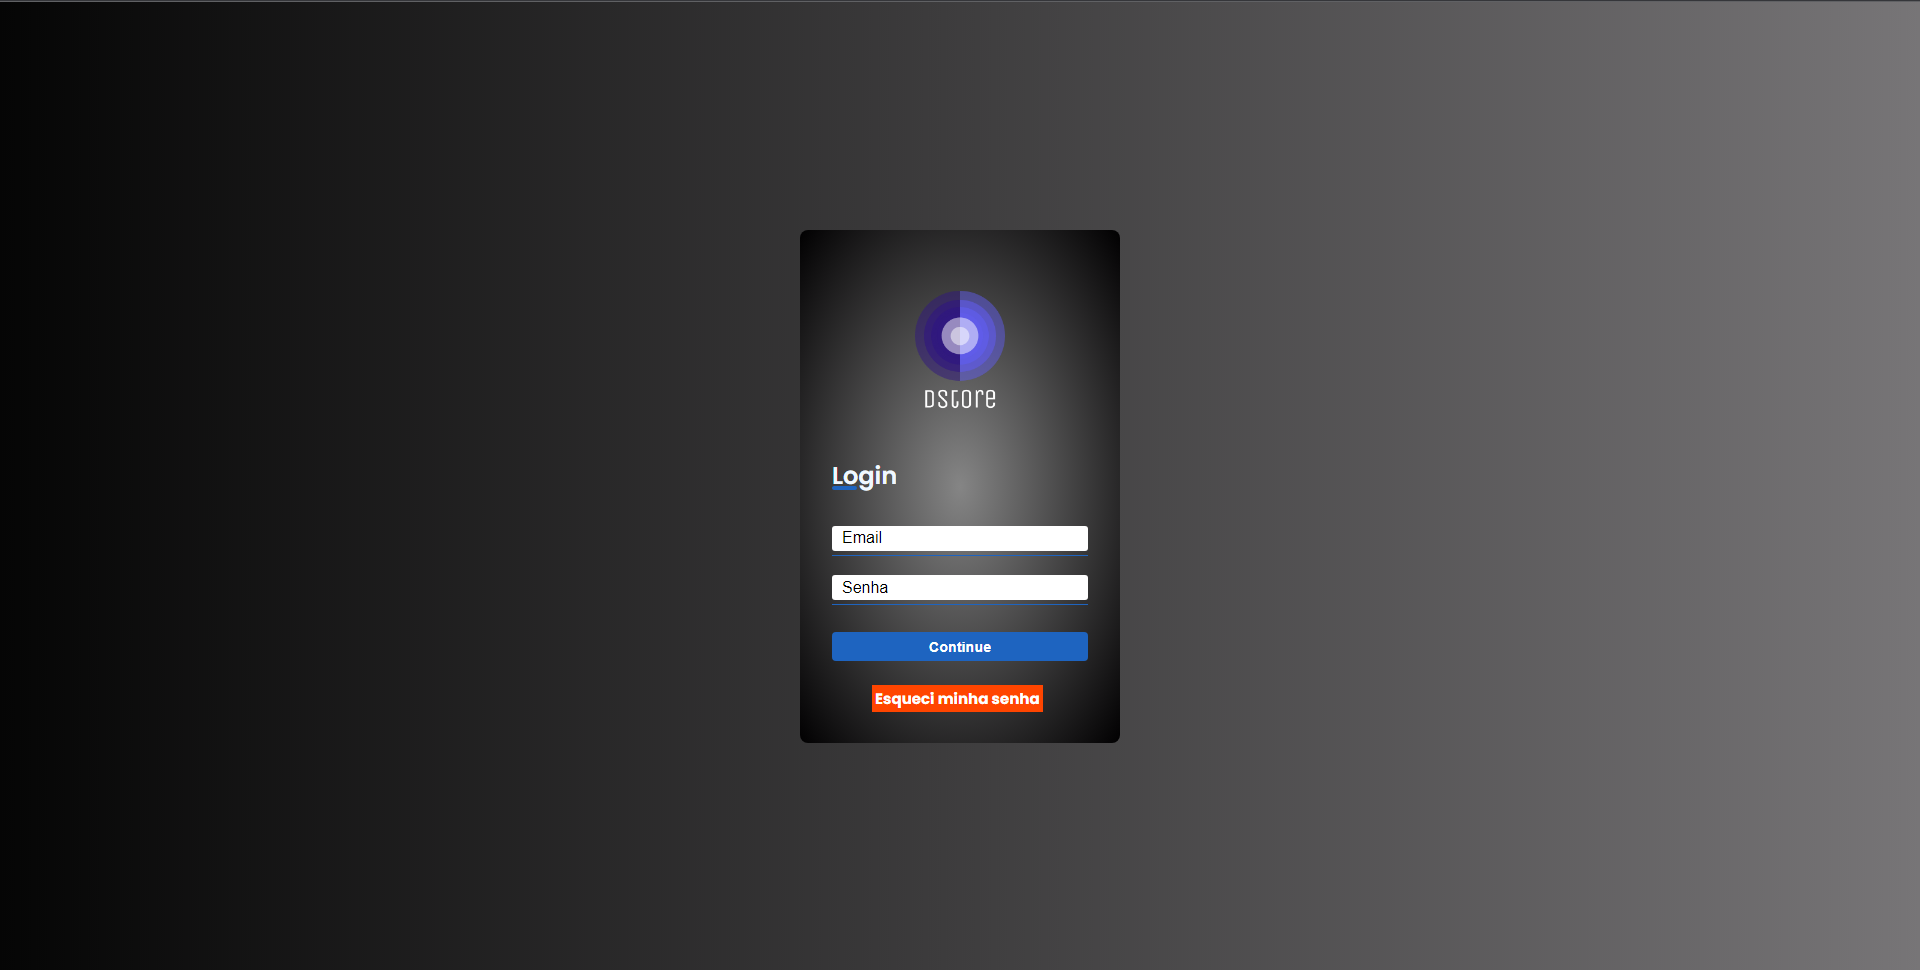 Dstore
Login
Email
Senha
Continue
Esqueci minha senha